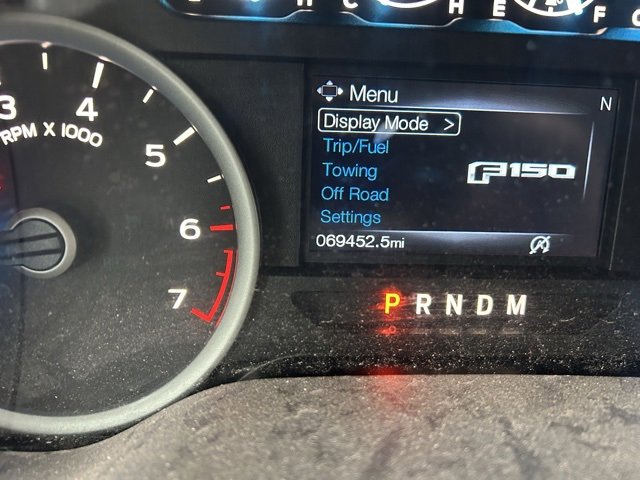 C H E F
3 4 5 6 7
RPM X 1000
Menu
N
Display Mode >
Trip/Fuel
Towing
F150
Off Road
Settings
069452.5mi
P R N D M